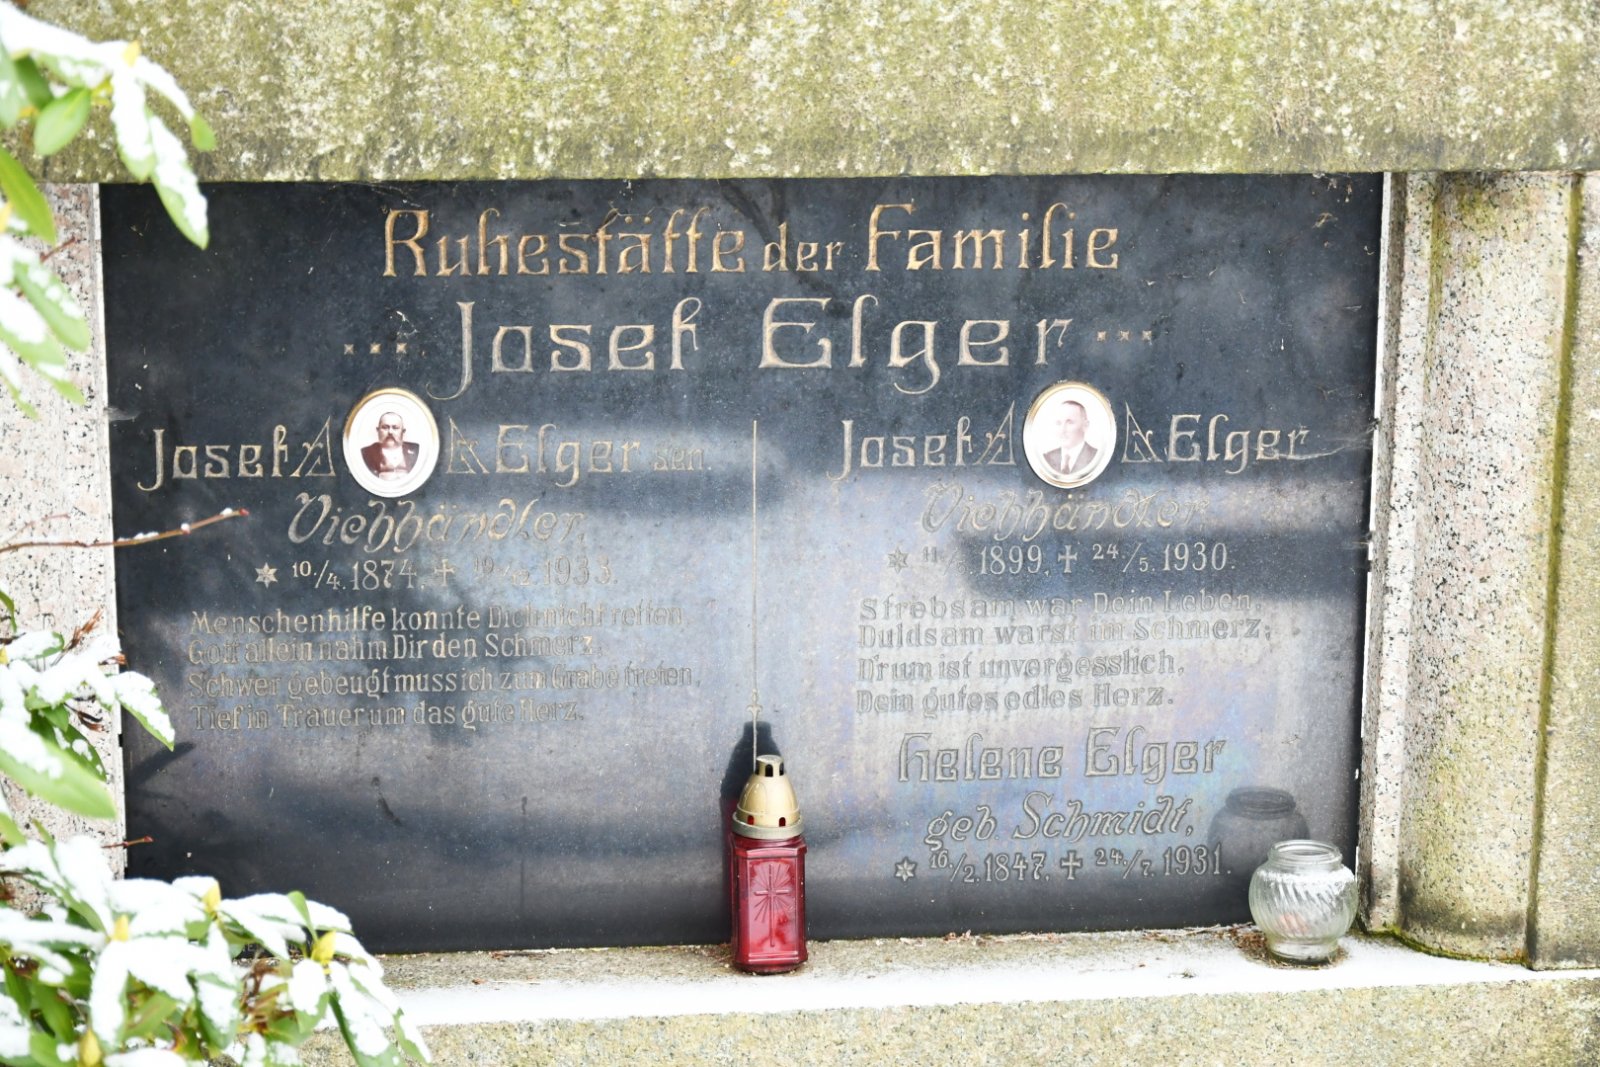 Ruhestätte der Familie
... Josef Elger ...
Josef A. Elger sen.
Viehhändler,
* 10./4. 1874. + 19./12. 1933.
Menschenhilfe konnte Dich nicht retten,
Gott allein nahm Dir den Schmerz,
Schwer gebeugt muss ich zum Grabe treten,
Tief in Trauer um das gute Herz.
Josef A. Elger
Viehhändler
* 11./ 1899. + 24./5. 1930.
Strebsam war Dein Leben,
Duldsam warst im Schmerz;
D'rum ist unvergesslich,
Dein gutes edles Herz.
Helene Elger
geb. Schmidt,
* 16./2. 1847. + 24./7. 1931.